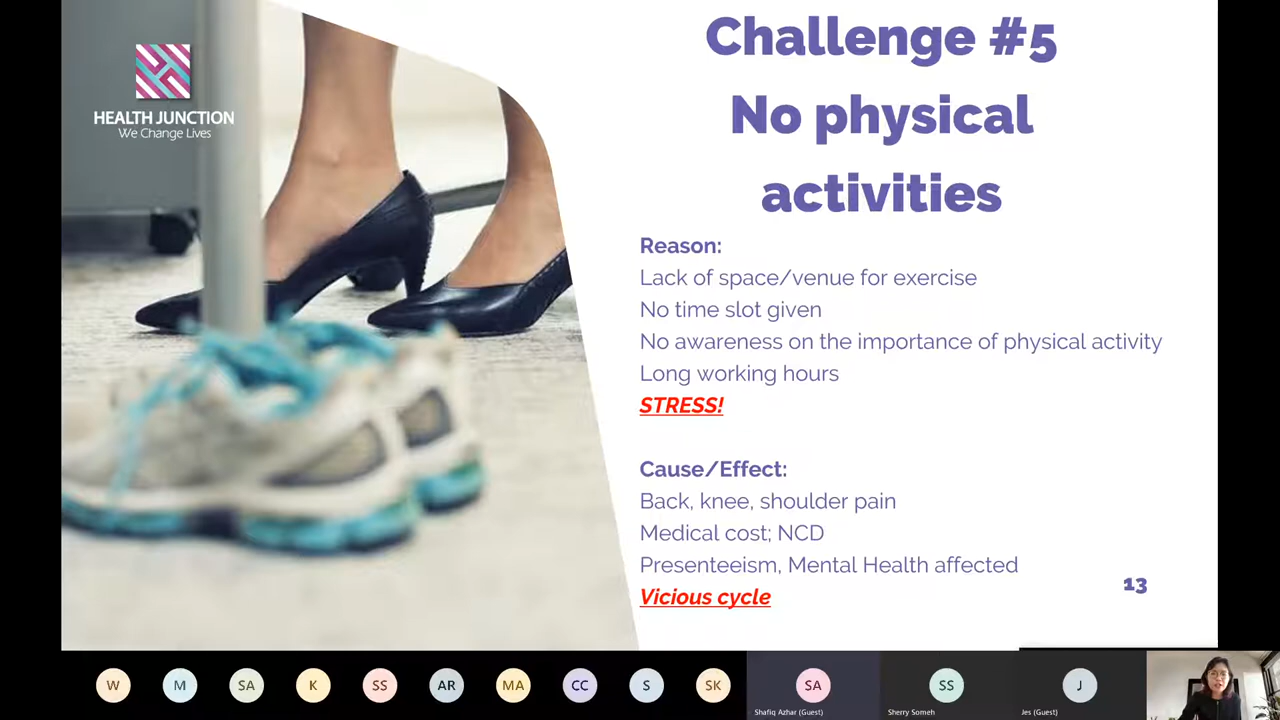 Challenge #5
No physical
activities
HEALTH JUNCTION
We Change Lives
Reason:
Lack of space/venue for exercise
No time slot given
No awareness on the importance of physical activity
Long working hours
STRESS!
Cause/Effect:
Back, knee, shoulder pain
Medical cost; NCD
Presenteeism, Mental Health affected
Vicious cycle
13
W M SA K SS AR MA CC S SK SA SS J
Shafiq Azhar (Guest) Sherry Someh Jes (Guest)